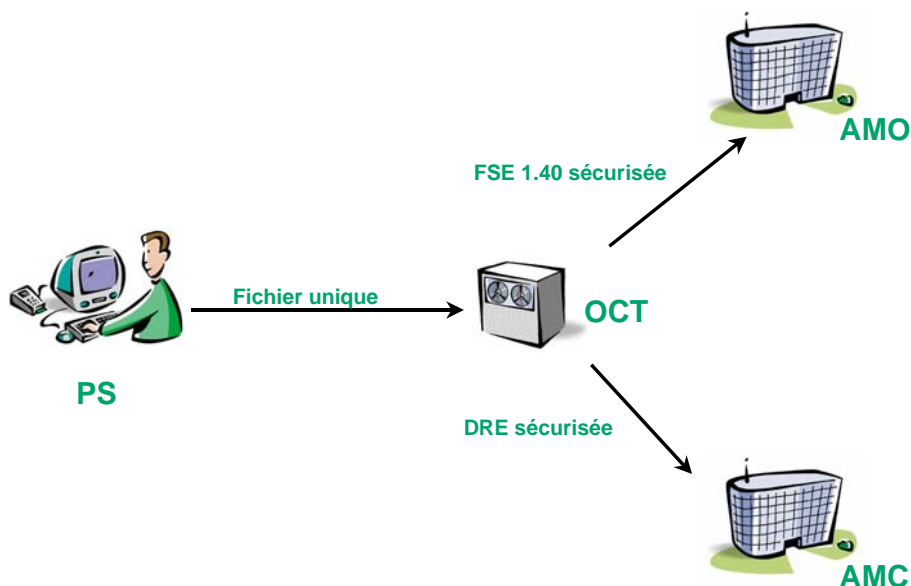 AMO
FSE 1.40 sécurisée
Fichier unique
OCT
PS
DRE sécurisée
AMC